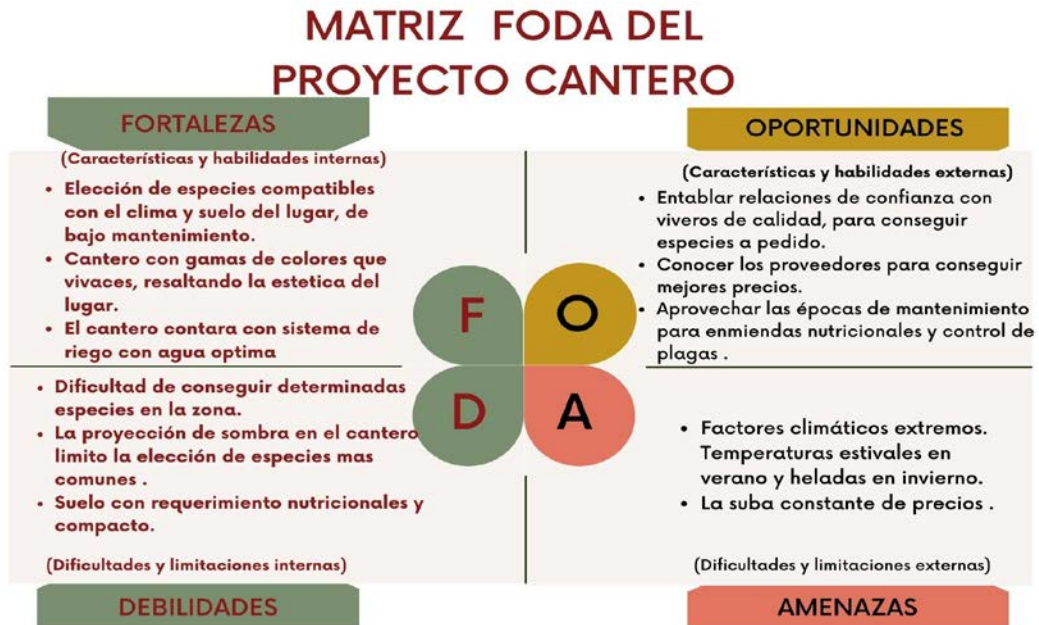 MATRIZ FODA DEL
PROYECTO CANTERO
FORTALEZAS
(Características y habilidades internas)
• Elección de especies compatibles
con el clima y suelo del lugar, de
bajo mantenimiento.
• Cantero con gamas de colores que
vivaces, resaltando la estetica del
lugar.
• El cantero contara con sistema de
riego con agua optima
OPORTUNIDADES
(Características y habilidades externas)
• Entablar relaciones de confianza con
viveros de calidad, para conseguir
especies a pedido.
• Conocer los proveedores para conseguir
mejores precios.
• Aprovechar las épocas de mantenimiento
para enmiendas nutricionales y control de
plagas .
F
O
D
A
• Dificultad de conseguir determinadas
especies en la zona.
• La proyección de sombra en el cantero
limito la elección de especies mas
comunes .
• Suelo con requerimiento nutricionales y
compacto.
(Dificultades y limitaciones internas)
DEBILIDADES
• Factores climáticos extremos.
Temperaturas estivales en
verano y heladas en invierno.
• La suba constante de precios .
(Dificultades y limitaciones externas)
AMENAZAS